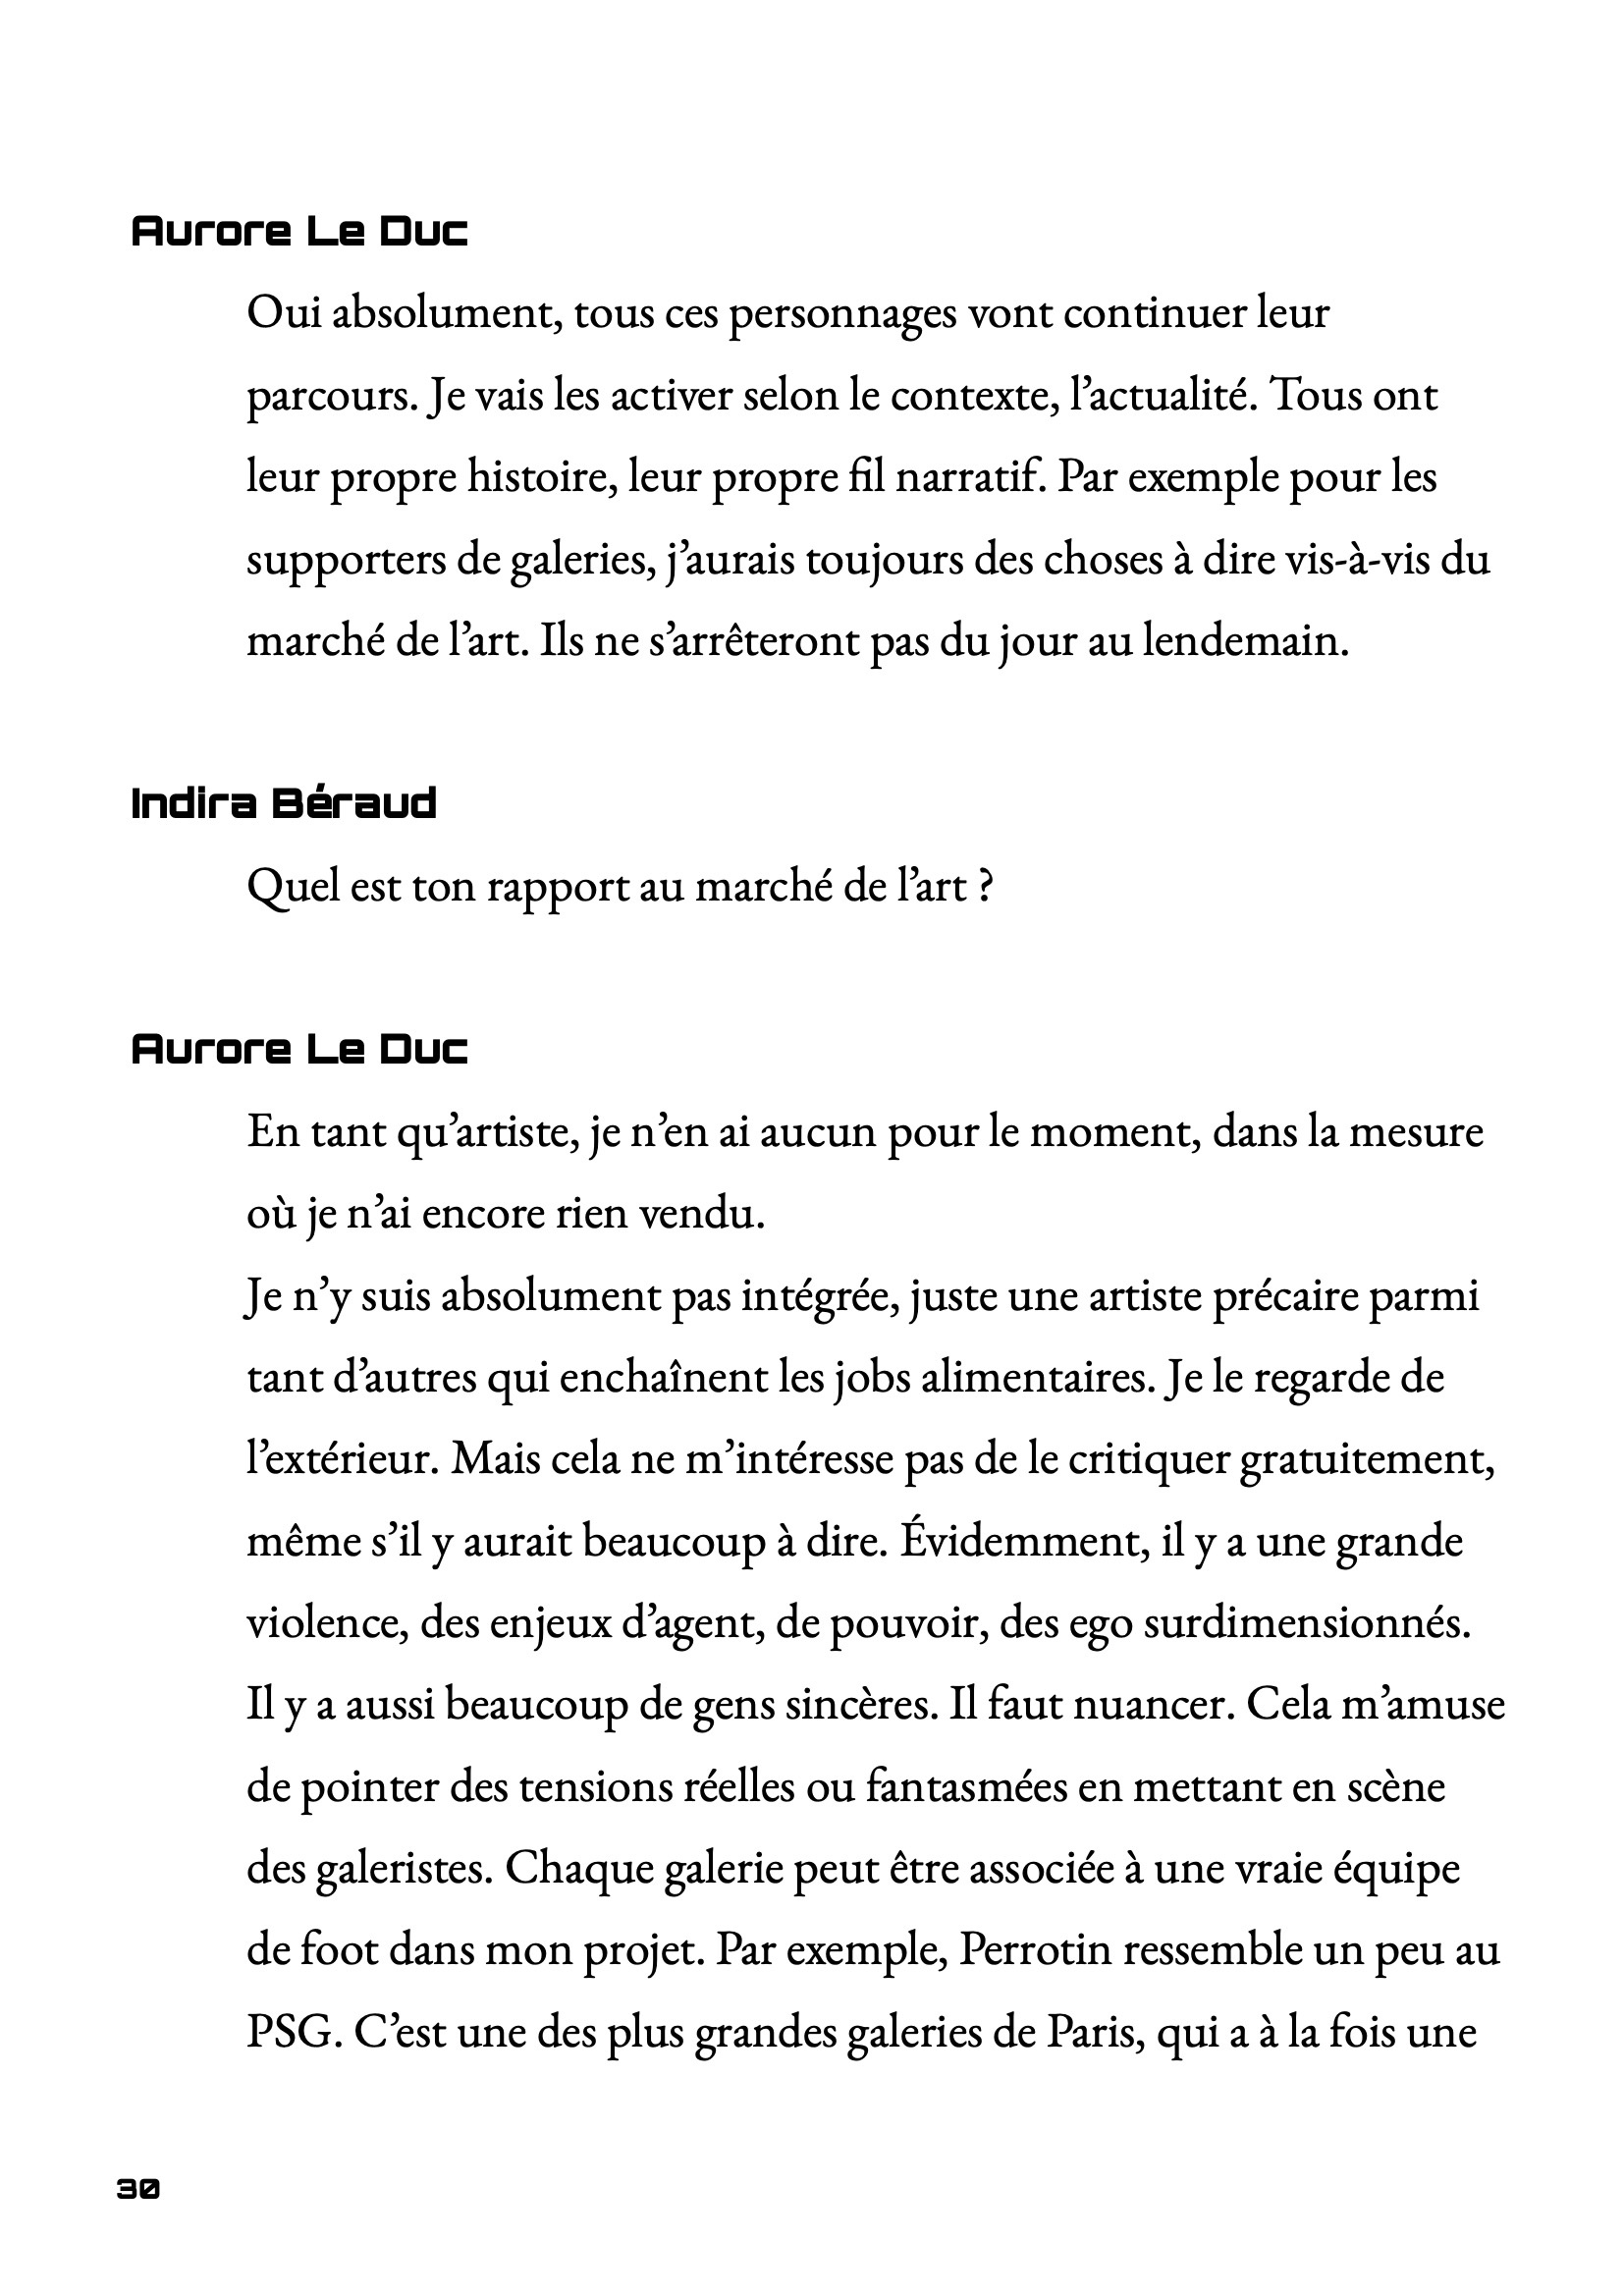 Aurore Le Duc
Oui absolument, tous ces personnages vont continuer leur
parcours. Je vais les activer selon le contexte, l’actualité. Tous ont
leur propre histoire, leur propre fil narratif. Par exemple pour les
supporters de galeries, j’aurais toujours des choses à dire vis-à-vis du
marché de l’art. Ils ne s’arrêteront pas du jour au lendemain.
Indira Béraud
Quel est ton rapport au marché de l’art ?
Aurore Le Duc
En tant qu’artiste, je n’en ai aucun pour le moment, dans la mesure
où je n’ai encore rien vendu.
Je n’y suis absolument pas intégrée, juste une artiste précaire parmi
tant d’autres qui enchaînent les jobs alimentaires. Je le regarde de
l’extérieur. Mais cela ne m’intéresse pas de le critiquer gratuitement,
même s’il y aurait beaucoup à dire. Évidemment, il y a une grande
violence, des enjeux d’agent, de pouvoir, des ego surdimensionnés.
Il y a aussi beaucoup de gens sincères. Il faut nuancer. Cela m’amuse
de pointer des tensions réelles ou fantasmées en mettant en scène
des galeristes. Chaque galerie peut être associée à une vraie équipe
de foot dans mon projet. Par exemple, Perrotin ressemble un peu au
PSG. C’est une des plus grandes galeries de Paris, qui a à la fois une
30